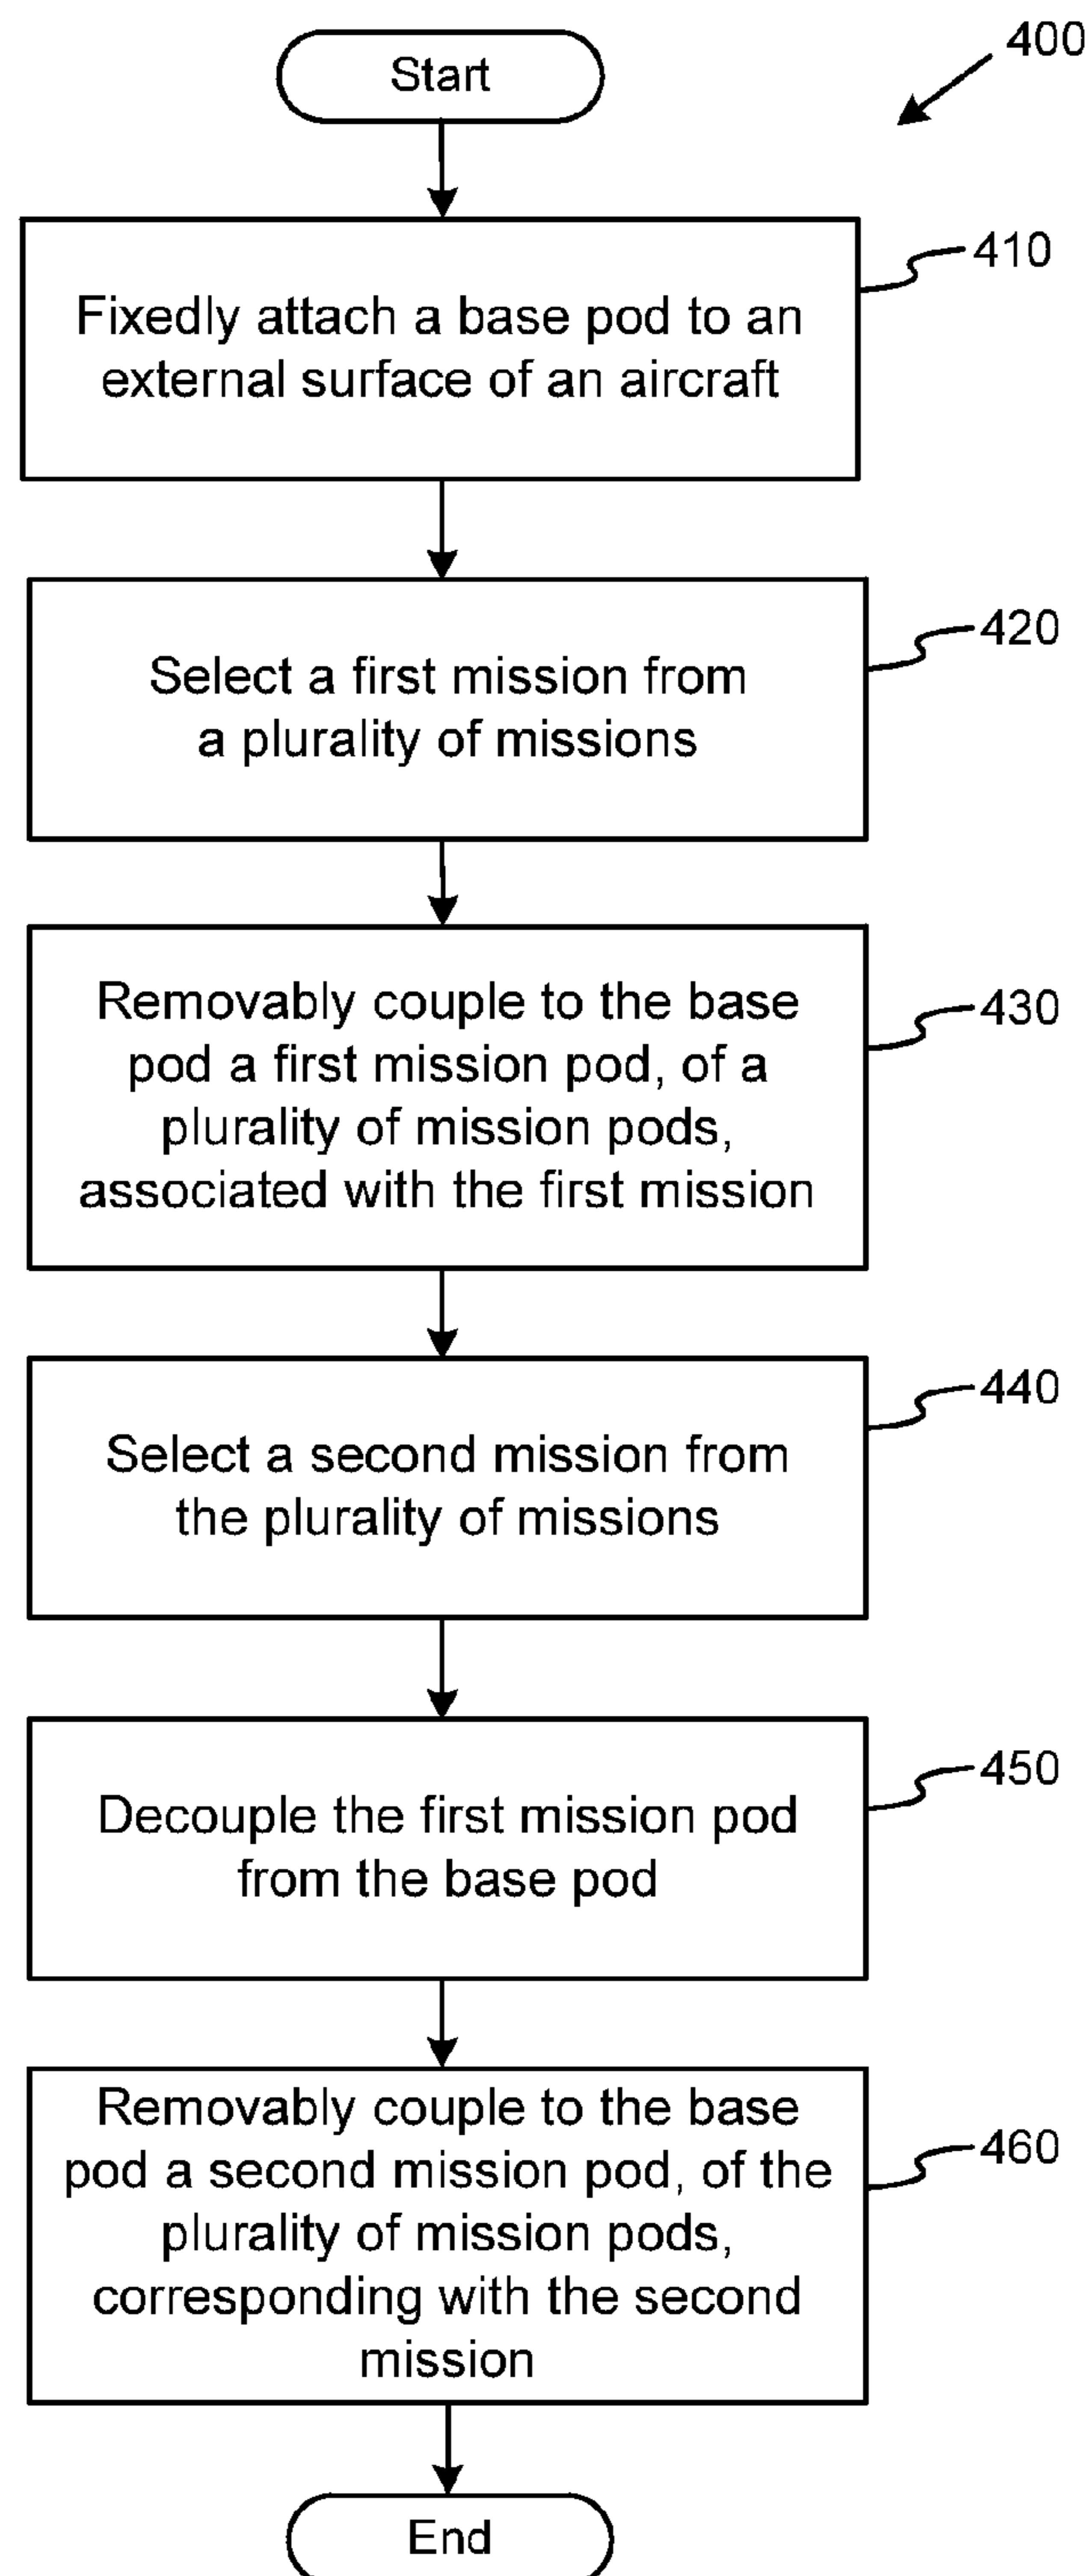 Start
400
Fixedly attach a base pod to an
external surface of an aircraft
410
Select a first mission from
a plurality of missions
420
Removably couple to the base
pod a first mission pod, of a
plurality of mission pods,
associated with the first mission
430
Select a second mission from
the plurality of missions
440
Decouple the first mission pod
from the base pod
450
Removably couple to the base
pod a second mission pod, of the
plurality of mission pods,
corresponding with the second
mission
460
End